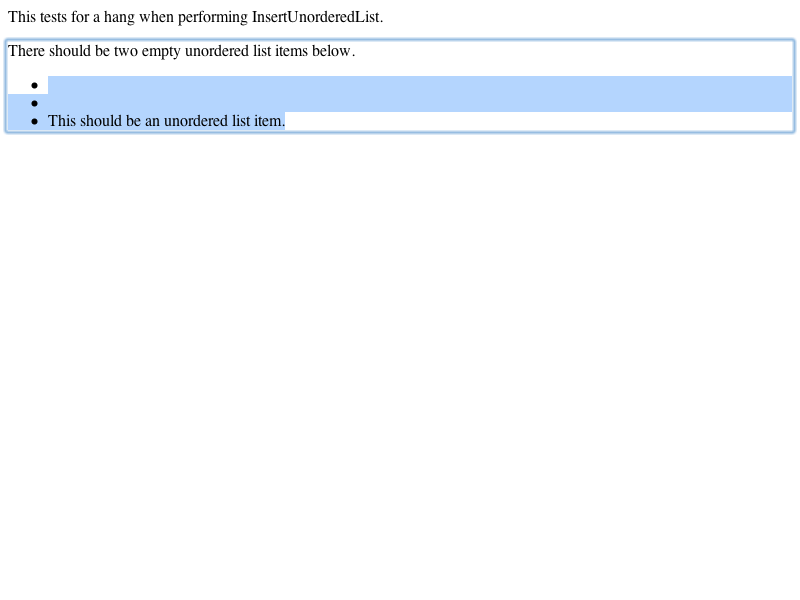 This tests for a hang when performing InsertUnorderedList.
There should be two empty unordered list items below.
•
•
• This should be an unordered list item.